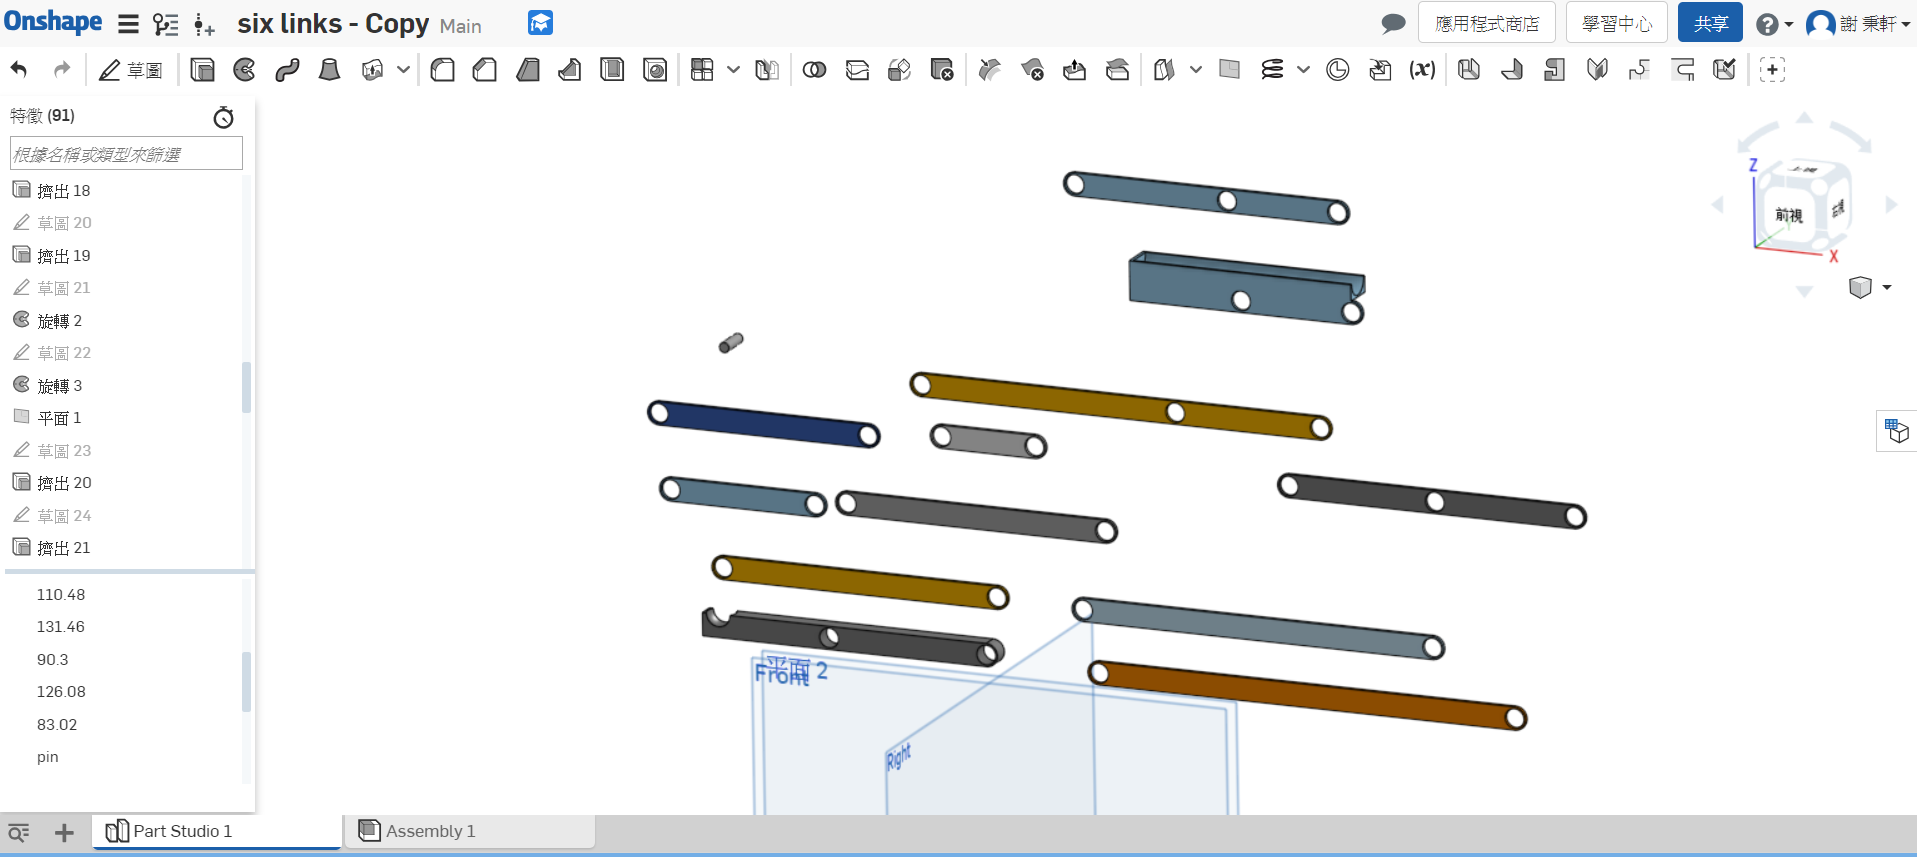 Onshape
six links - Copy Main
應用程式商店
學習中心
共享
謝 秉軒
草圖
(x)
特徵 (91)
根據名稱或類型來篩選
擠出 18
草圖 20
擠出 19
草圖 21
旋轉 2
草圖 22
旋轉 3
平面 1
草圖 23
擠出 20
草圖 24
擠出 21
110.48
131.46
90.3
126.08
83.02
pin
Z
上視
前視
右視
X
平面 2
Front
Right
Part Studio 1
Assembly 1